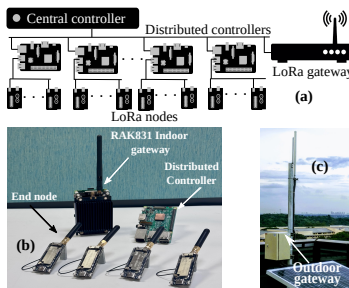 Central controller
Distributed controllers
LoRa gateway
LoRa nodes
(a)
RAK831 Indoor
gateway
Distributed
Controller
End node
(b)
(c)
Outdoor
gateway